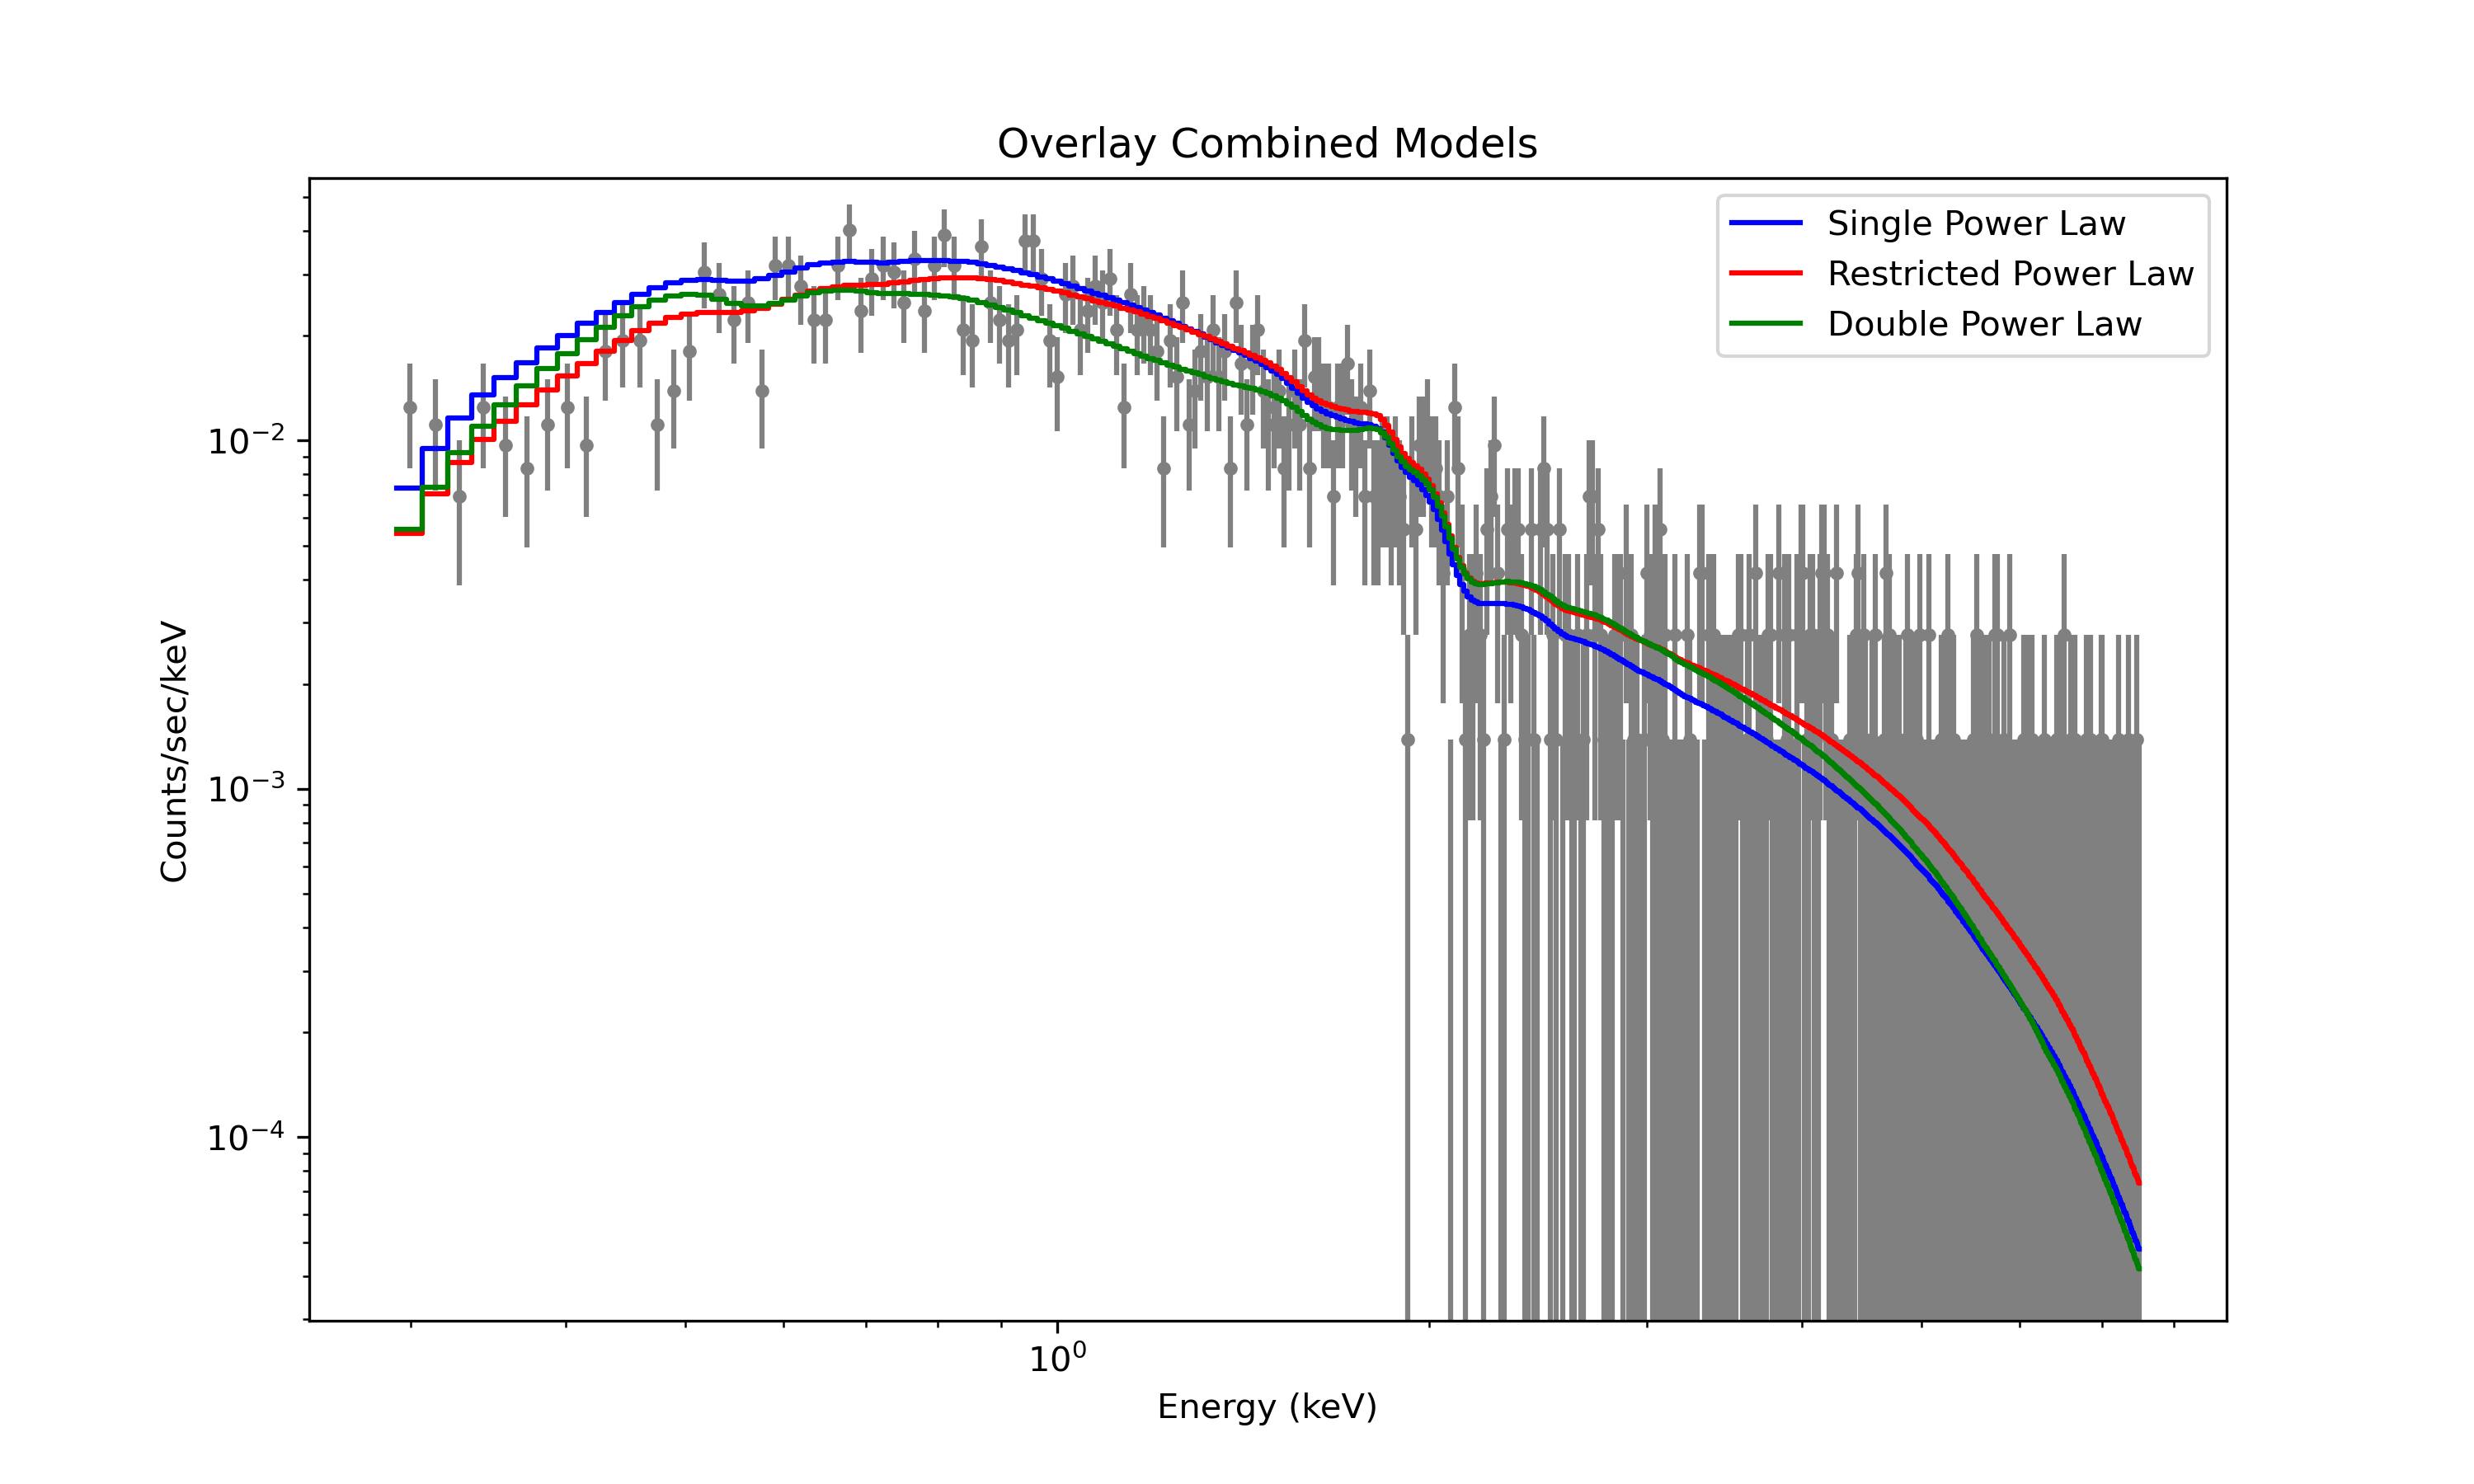 Overlay Combined Models
Single Power Law
Restricted Power Law
Double Power Law
Counts/sec/keV
10⁻²
10⁻³
10⁻⁴
10⁰
Energy (keV)